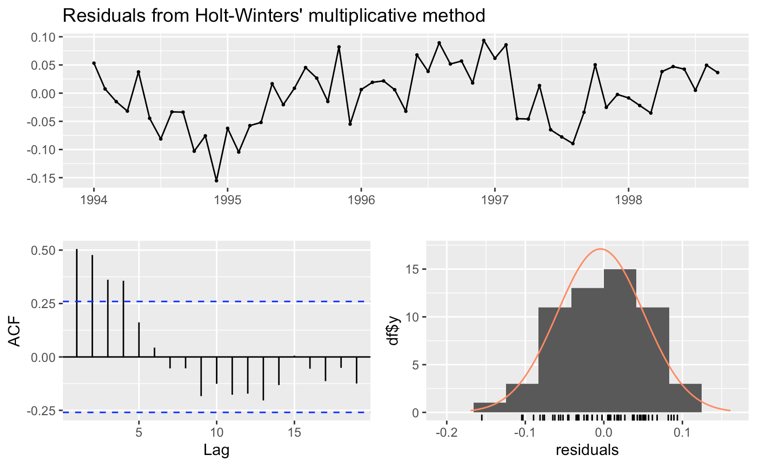 Residuals from Holt-Winters' multiplicative method
0.10
0.05
0.00
-0.05
-0.10
-0.15
1994 1995 1996 1997 1998
0.50
0.25
0.00
-0.25
ACF
5 10 15
Lag
15
10
5
0
df$y
-0.2 -0.1 0.0 0.1
residuals